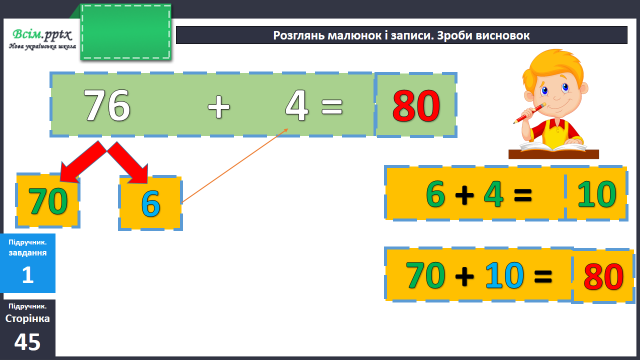 Всім.pptx
Нова українська школа
Розглянь малюнок і записи. Зроби висновок
76 + 4 = 80
70 6
6 + 4 = 10
70 + 10 = 80
Підручник.
завдання
1
Підручник.
Сторінка
45